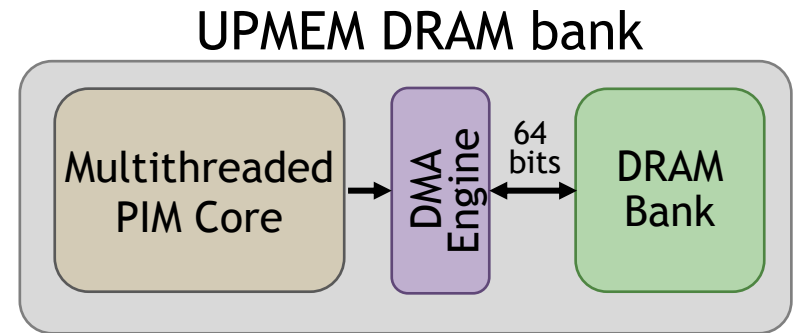 UPMEM DRAM bank
Multithreaded
PIM Core
DMA
Engine
64
bits
DRAM
Bank